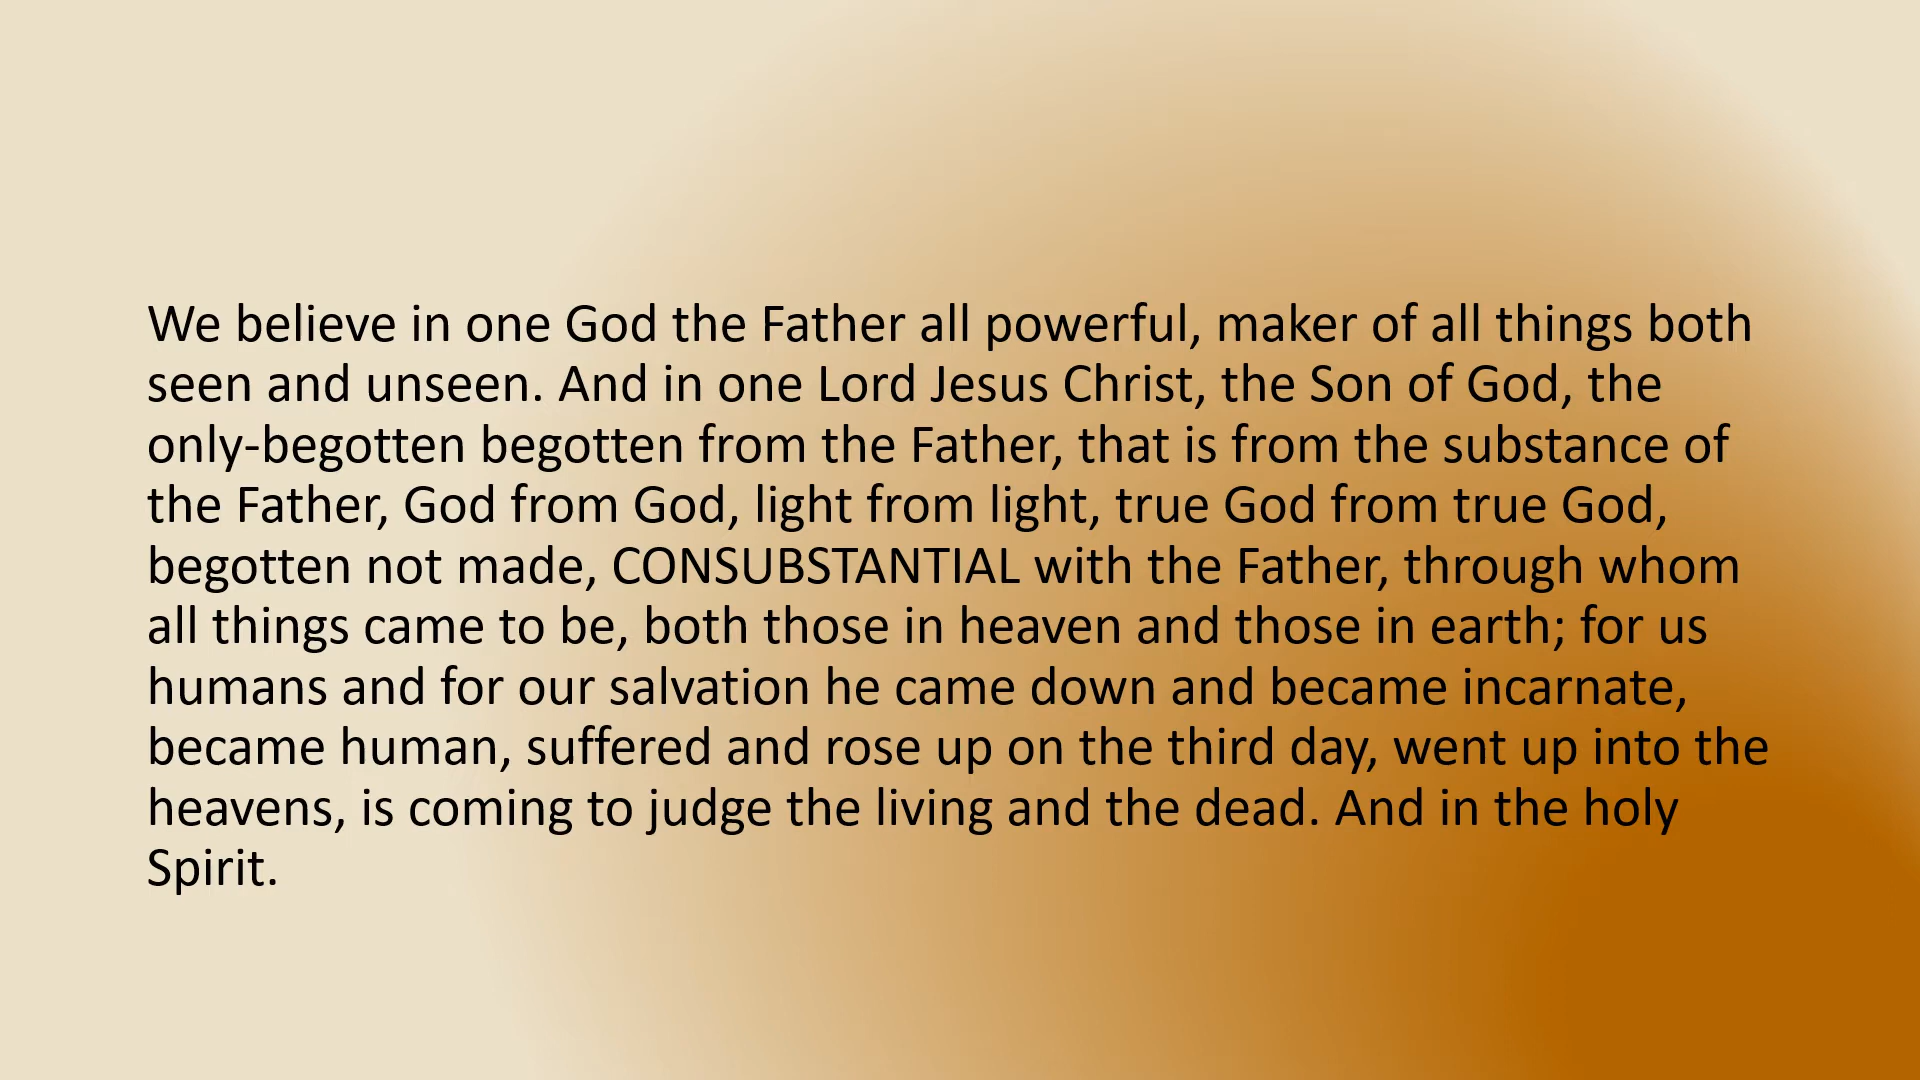 We believe in one God the Father all powerful, maker of all things both
seen and unseen. And in one Lord Jesus Christ, the Son of God, the
only-begotten begotten from the Father, that is from the substance of
the Father, God from God, light from light, true God from true God,
begotten not made, CONSUBSTANTIAL with the Father, through whom
all things came to be, both those in heaven and those in earth; for us
humans and for our salvation he came down and became incarnate,
became human, suffered and rose up on the third day, went up into the
heavens, is coming to judge the living and the dead. And in the holy
Spirit.